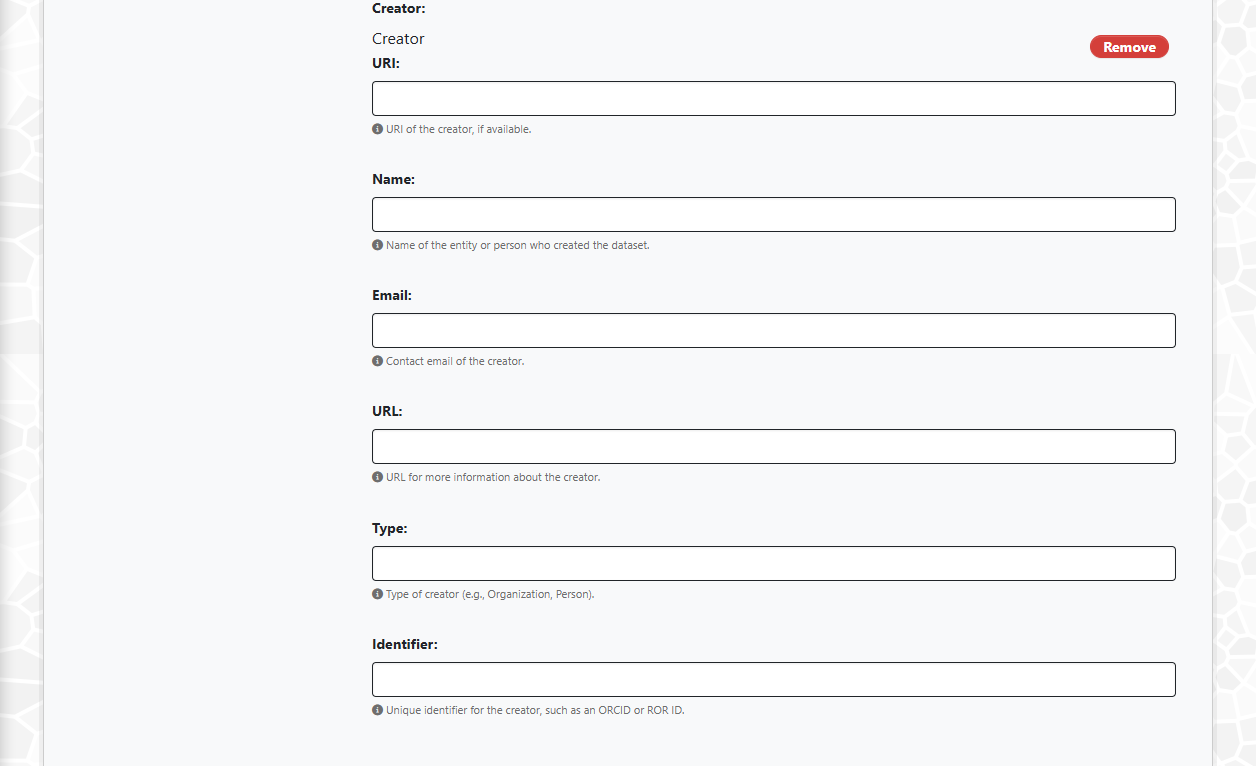 Creator:
Creator
Remove
URI:
URI of the creator, if available.
Name:
Name of the entity or person who created the dataset.
Email:
Contact email of the creator.
URL:
URL for more information about the creator.
Type:
Type of creator (e.g., Organization, Person).
Identifier:
Unique identifier for the creator, such as an ORCID or ROR ID.